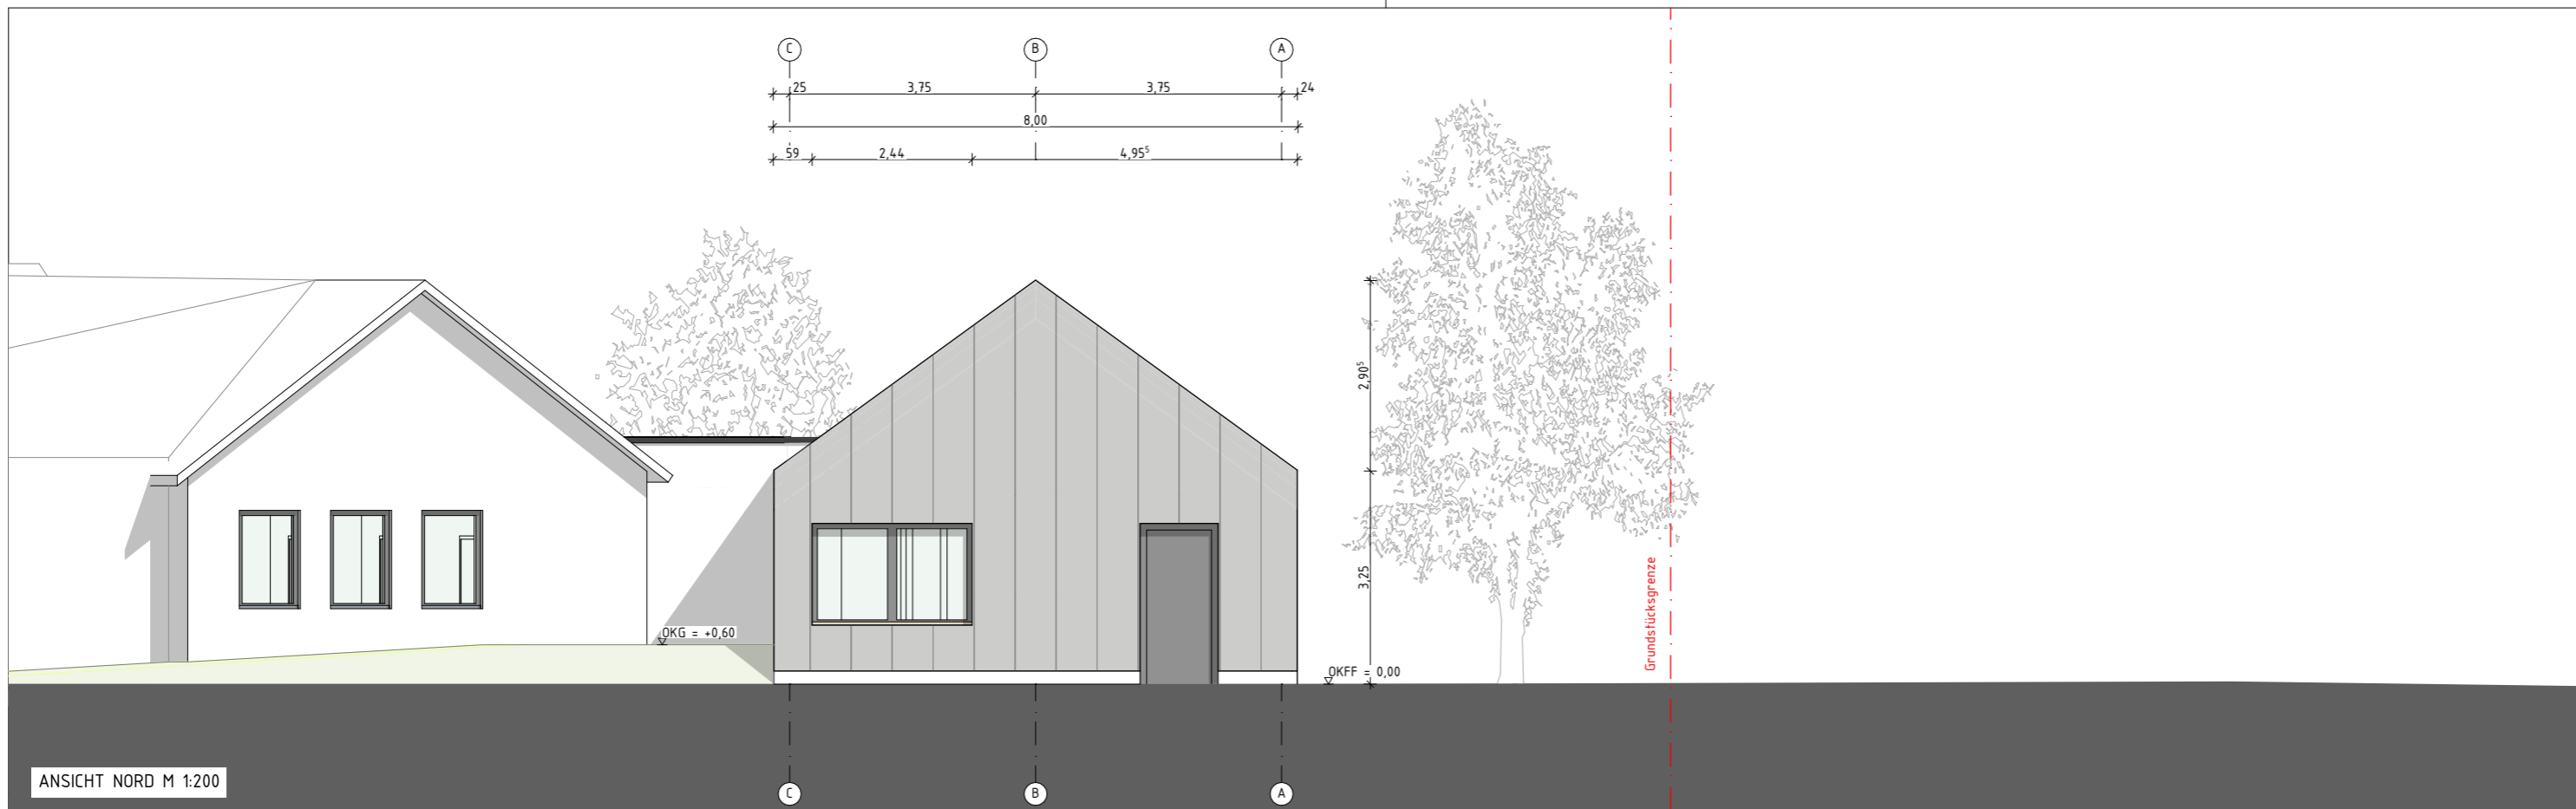 C B A
25 3,75 3,75 24
8,00
59 2,44 4,95⁵
2,90⁵
3,25
Grundstücksgrenze
OKG = +0,60
OKFF = 0,00
ANSICHT NORD M 1:200
C B A